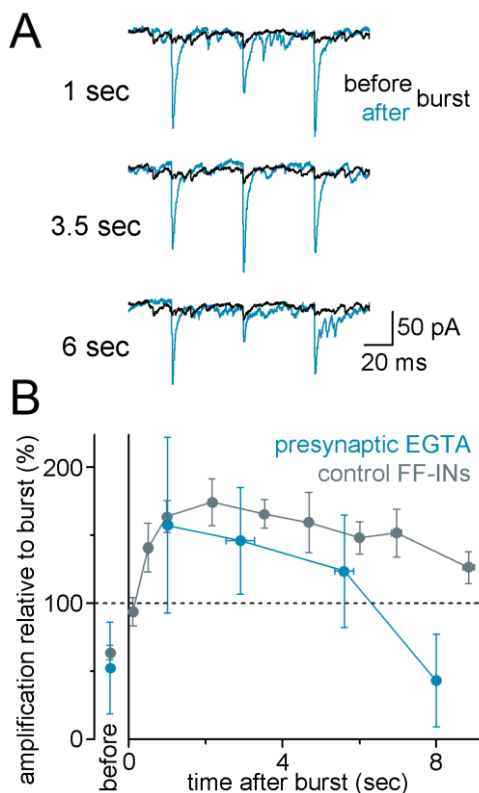 A
1 sec
before burst
after
3.5 sec
6 sec
50 pA
20 ms
B
presynaptic EGTA
control FF-INs
amplification relative to burst (%)
200
100
0
before
0
4
8
time after burst (sec)